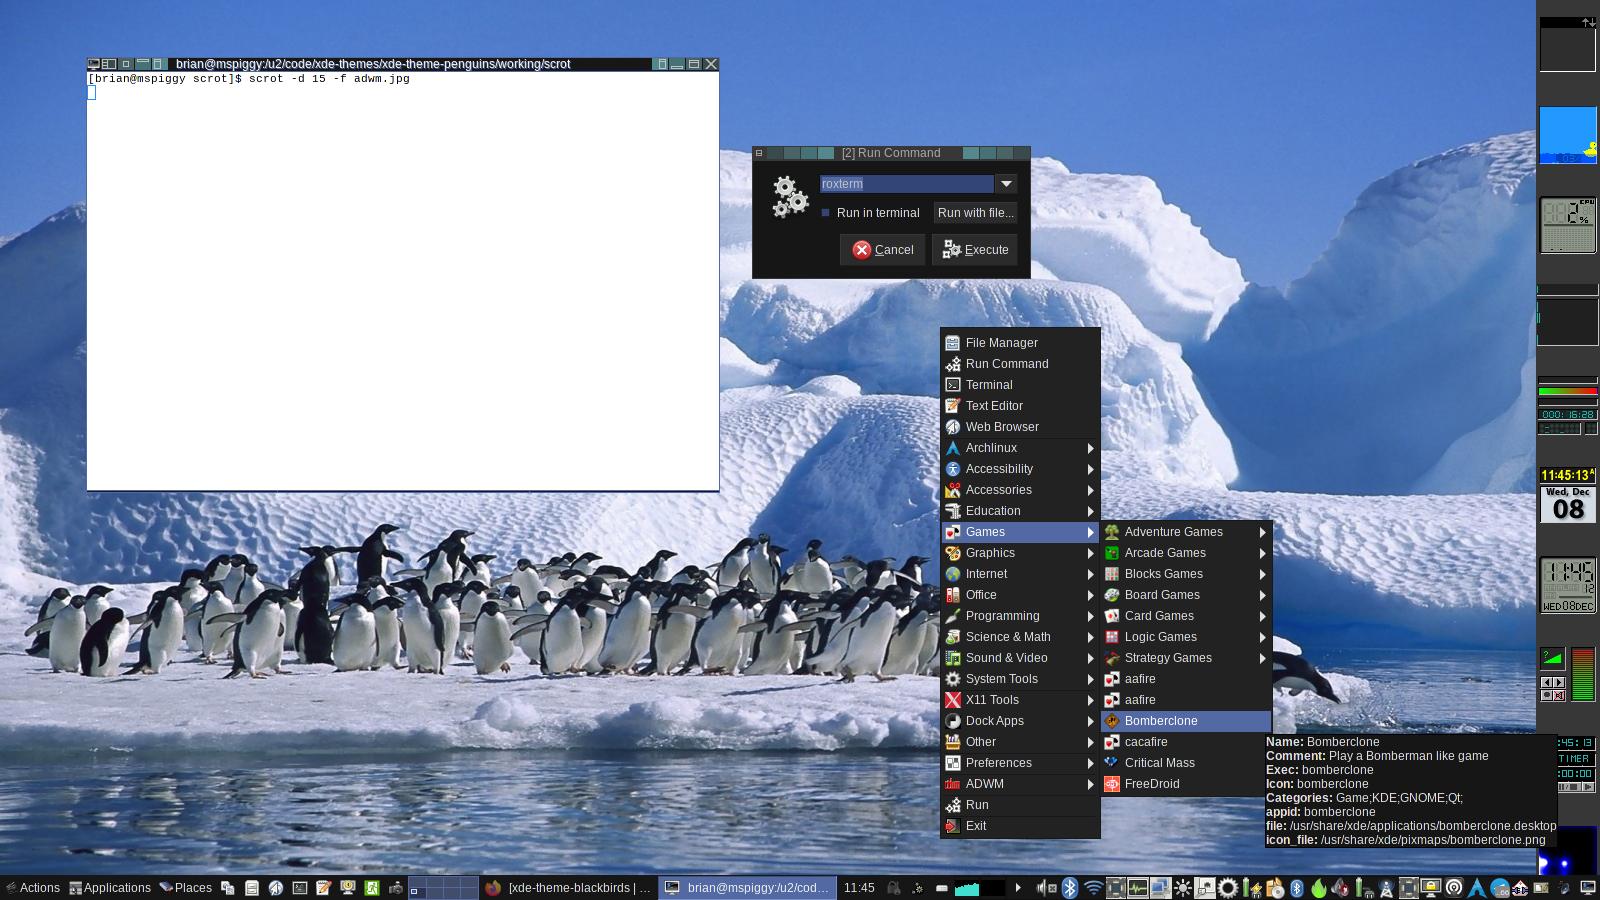 brian@mspiggy:/u2/code/xde-themes/xde-theme-penguins/working/scrot
[brian@mspiggy scrot]$ scrot -d 15 -f adwm.jpg
[2] Run Command
roxterm
Run in terminal
Run with file...
Cancel
Execute
File Manager
Run Command
Terminal
Text Editor
Web Browser
Archlinux
Accessibility
Accessories
Education
Games
Graphics
Internet
Office
Programming
Science & Math
Sound & Video
System Tools
X11 Tools
Dock Apps
Other
Preferences
ADWM
Run
Exit
Adventure Games
Arcade Games
Blocks Games
Board Games
Card Games
Logic Games
Strategy Games
aafire
aafire
Bomberclone
cacafire
Critical Mass
FreeDroid
Name: Bomberclone
Comment: Play a Bomberman like game
Exec: bomberclone
Icon: bomberclone
Categories: Game;KDE;GNOME;Qt;
appid: bomberclone
file: /usr/share/xde/applications/bomberclone.desktop
icon_file: /usr/share/xde/pixmaps/bomberclone.png
CPU
2%
000:16:28
11:45:13 A
Wed, Dec
08
11:45
12
WED08DEC
:45:13
TIMER
:00:00
Actions
Applications
Places
[xde-theme-blackbirds | ...
brian@mspiggy:/u2/cod...
11:45